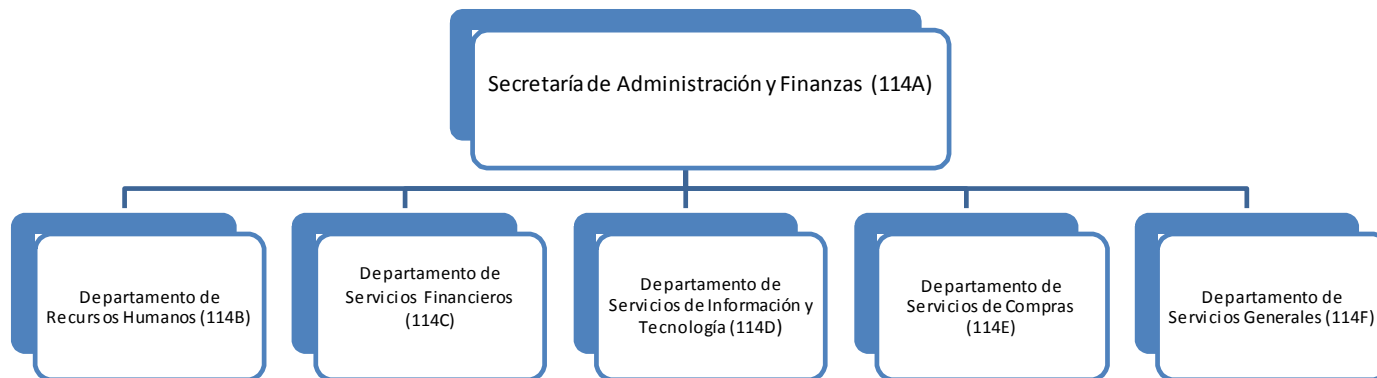 Secretaría de Administración y Finanzas (114A)
Departamento de
Recursos Humanos (114B)
Departamento de
Servicios Financieros
(114C)
Departamento de
Servicios de Información y
Tecnología (114D)
Departamento de
Servicios de Compras
(114E)
Departamento de
Servicios Generales (114F)